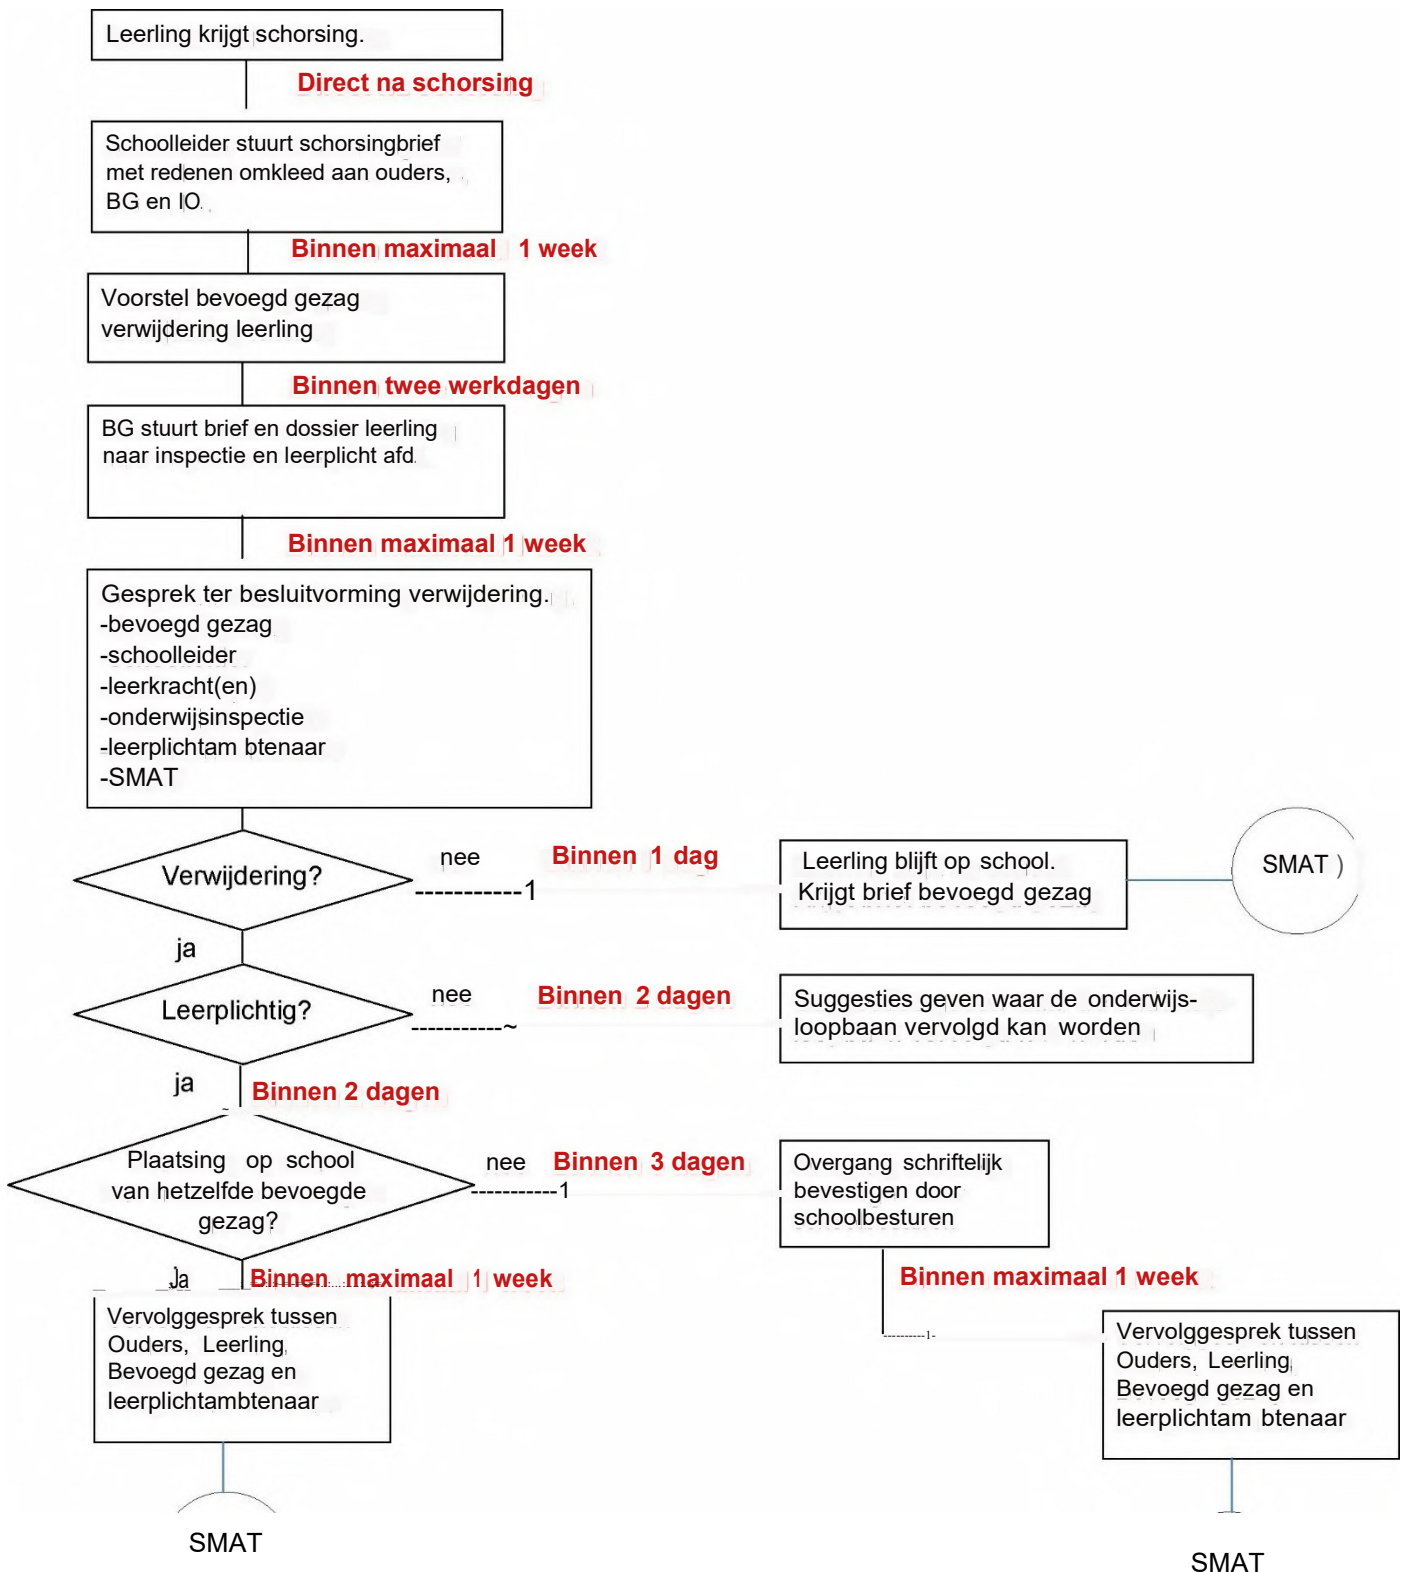 Leerling krijgt schorsing.
Direct na schorsing
Schoolleider stuurt schorsingbrief
met redenen omkleed aan ouders,
BG en IO.
Binnen maximaal 1 week
Voorstel bevoegd gezag
verwijdering leerling
Binnen twee werkdagen
BG stuurt brief en dossier leerling
naar inspectie en leerplicht afd.
Binnen maximaal 1 week
Gesprek ter besluitvorming verwijdering.
-bevoegd gezag
-schoolleider
-leerkracht(en)
-onderwijsinspectie
-leerplichtam btenaar
-SMAT
Verwijdering?
nee
Binnen 1 dag
-----------1
Leerling blijft op school.
Krijgt brief bevoegd gezag
SMAT )
ja
Leerplichtig?
nee
Binnen 2 dagen
-----------~
Suggesties geven waar de onderwijs-
loopbaan vervolgd kan worden
ja
Binnen 2 dagen
Plaatsing op school
van hetzelfde bevoegde
gezag?
nee
Binnen 3 dagen
-----------1
Overgang schriftelijk
bevestigen door
schoolbesturen
Ja
Binnen maximaal 1 week
Binnen maximaal 1 week
----------1-
Vervolggesprek tussen
Ouders, Leerling,
Bevoegd gezag en
leerplichtambtenaar
Vervolggesprek tussen
Ouders, Leerling,
Bevoegd gezag en
leerplichtam btenaar
SMAT
SMAT